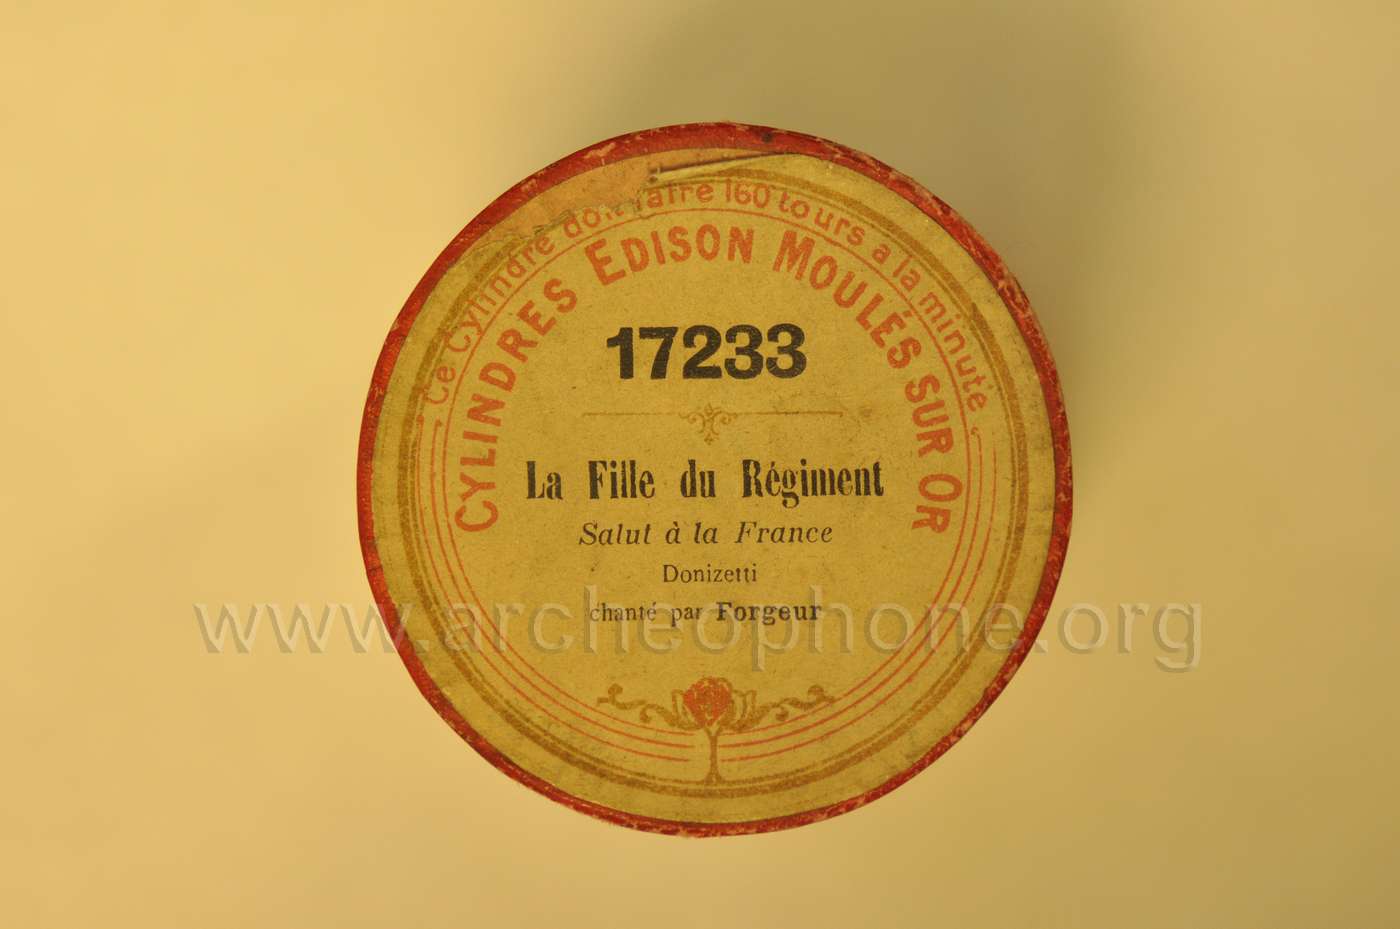 Ce Cylindre doit faire 160 tours a la minute
CYLINDRES EDISON MOULÉS SUR OR
17233
La Fille du Régiment
Salut à la France
Donizetti
chanté par Forgeur
www.archeophone.org